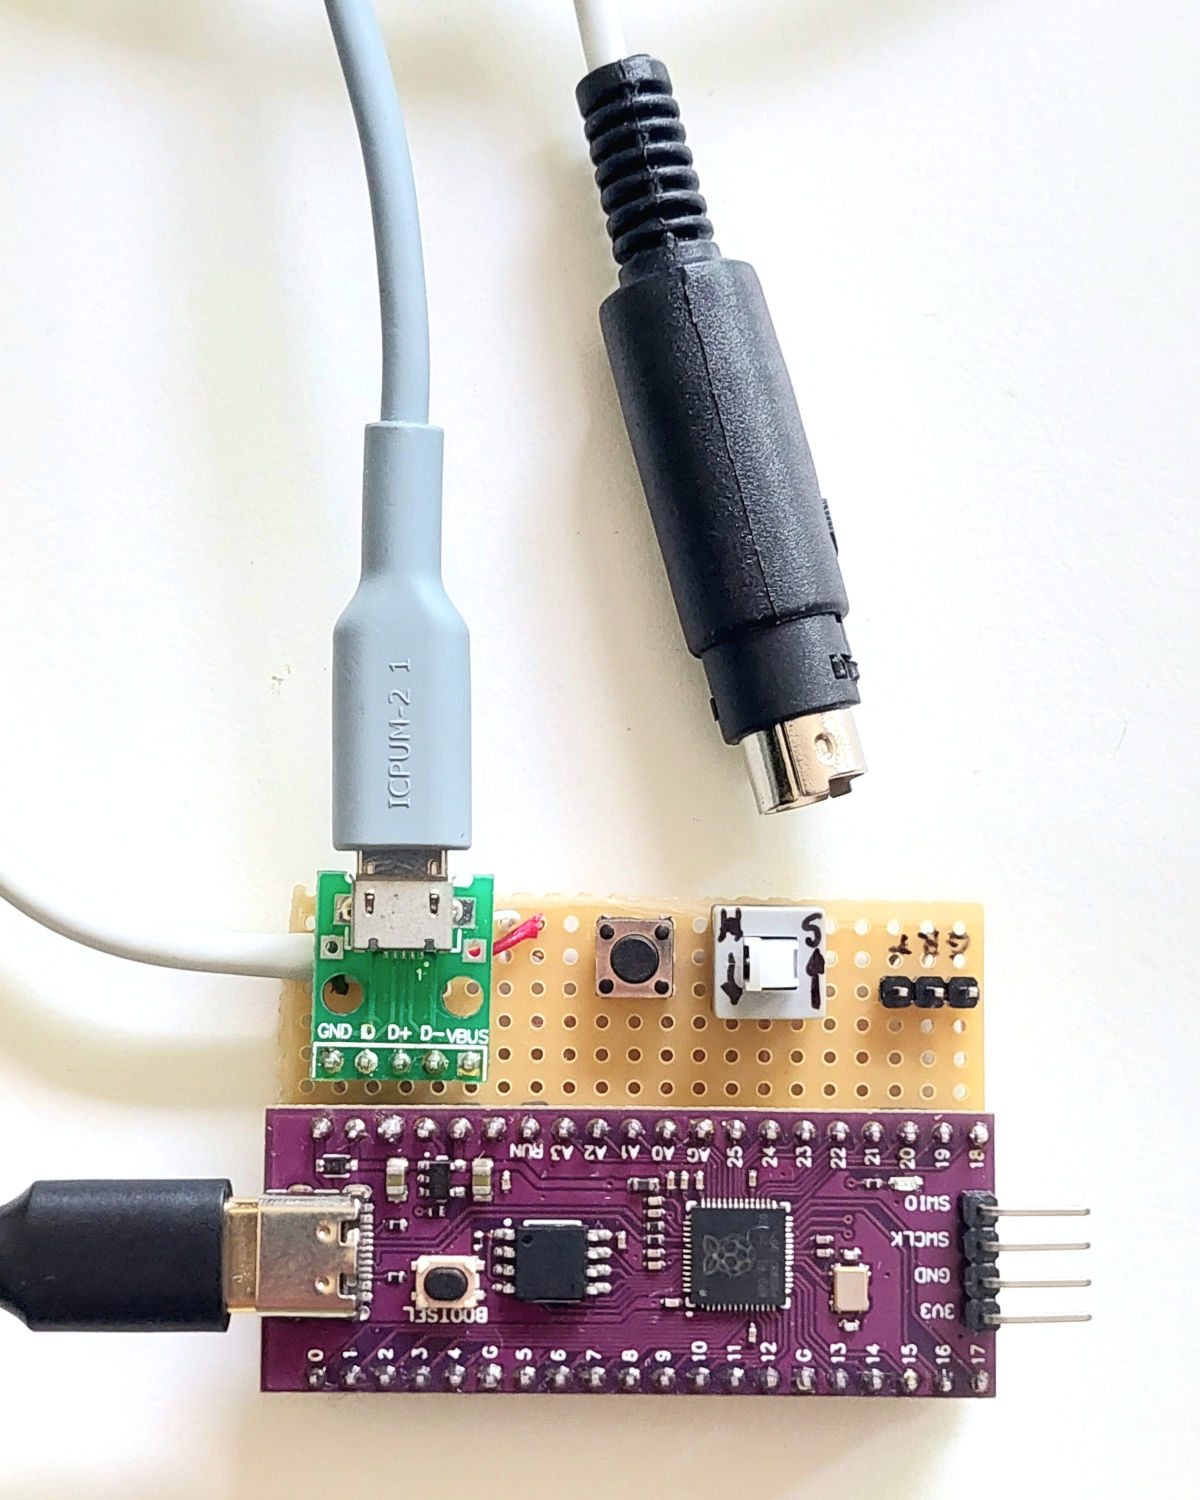 ICPUM-2 1
M S
T R G
1
GND ID D+ D- VBUS
RUN A3 A2 A1 A0 AG 25 24 23 22 21 20 19 18
SWIO
SWCLK
GND
3V3
BOOTSEL
0 1 2 3 4 G 5 6 7 8 9 10 11 12 G 13 14 15 16 17